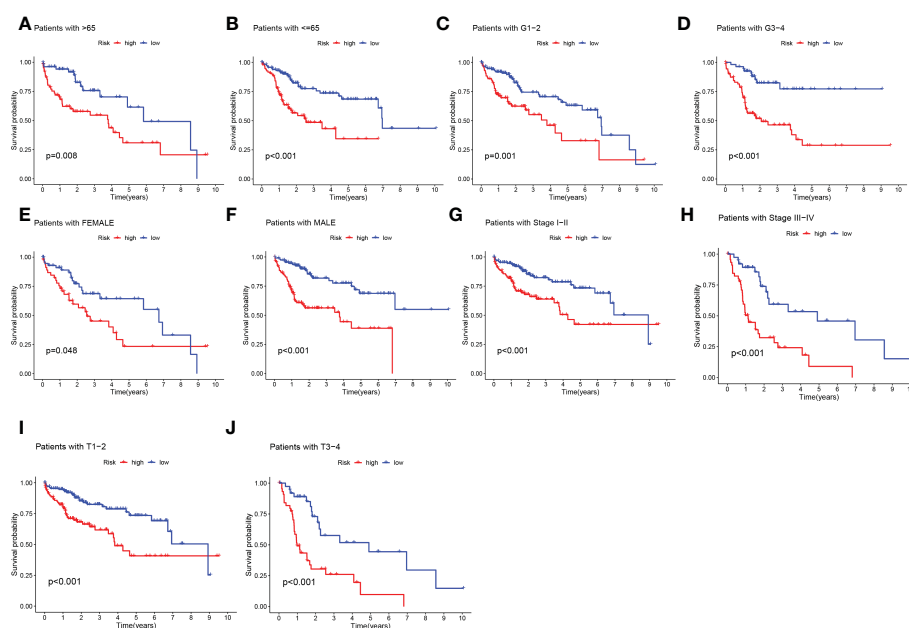 A
Patients with >65
Risk high low
Survival probability
1.00
0.75
0.50
0.25
0.00
p=0.008
0 1 2 3 4 5 6 7 8 9 10
Time(years)
B
Patients with <=65
Risk high low
Survival probability
1.00
0.75
0.50
0.25
0.00
p<0.001
0 1 2 3 4 5 6 7 8 9 10
Time(years)
C
Patients with G1-2
Risk high low
Survival probability
1.00
0.75
0.50
0.25
0.00
p=0.001
0 1 2 3 4 5 6 7 8 9 10
Time(years)
D
Patients with G3-4
Risk high low
Survival probability
1.00
0.75
0.50
0.25
0.00
p<0.001
0 1 2 3 4 5 6 7 8 9 10
Time(years)
E
Patients with FEMALE
Risk high low
Survival probability
1.00
0.75
0.50
0.25
0.00
p=0.048
0 1 2 3 4 5 6 7 8 9 10
Time(years)
F
Patients with MALE
Risk high low
Survival probability
1.00
0.75
0.50
0.25
0.00
p<0.001
0 1 2 3 4 5 6 7 8 9 10
Time(years)
G
Patients with Stage I-II
Risk high low
Survival probability
1.00
0.75
0.50
0.25
0.00
p<0.001
0 1 2 3 4 5 6 7 8 9 10
Time(years)
H
Patients with Stage III-IV
Risk high low
Survival probability
1.00
0.75
0.50
0.25
0.00
p<0.001
0 1 2 3 4 5 6 7 8 9 10
Time(years)
I
Patients with T1-2
Risk high low
Survival probability
1.00
0.75
0.50
0.25
0.00
p<0.001
0 1 2 3 4 5 6 7 8 9 10
Time(years)
J
Patients with T3-4
Risk high low
Survival probability
1.00
0.75
0.50
0.25
0.00
p<0.001
0 1 2 3 4 5 6 7 8 9 10
Time(years)